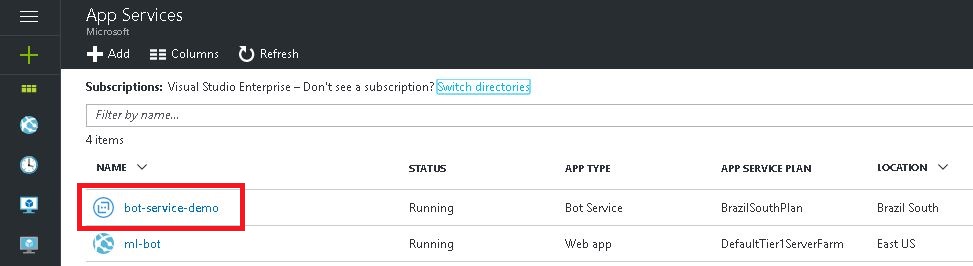 App Services
Microsoft
Add Columns Refresh
Subscriptions: Visual Studio Enterprise – Don't see a subscription? Switch directories
Filter by name...
4 items
NAME STATUS APP TYPE APP SERVICE PLAN LOCATION
bot-service-demo Running Bot Service BrazilSouthPlan Brazil South
ml-bot Running Web app DefaultTier1ServerFarm East US